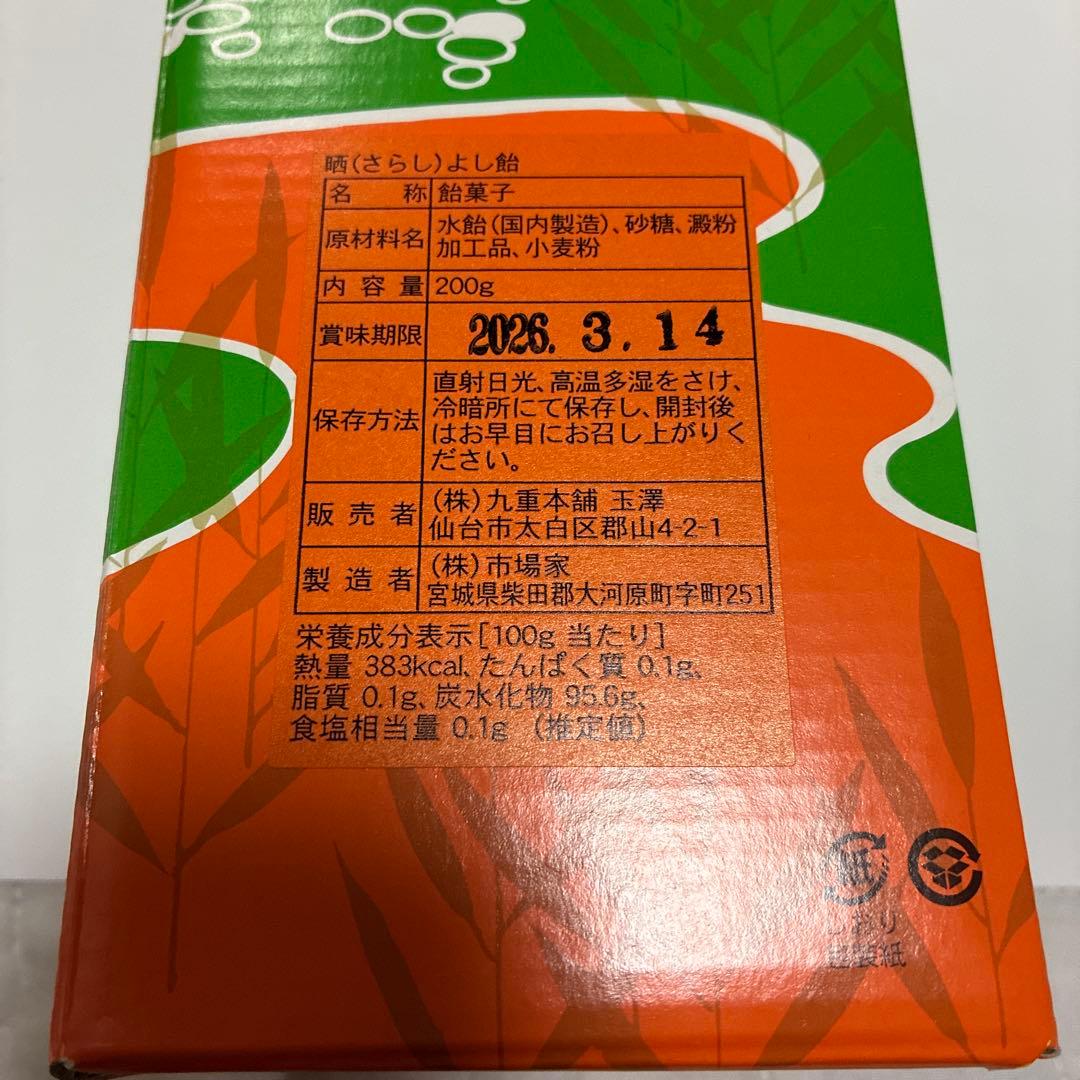 晒(さらし)よし飴
名称 飴菓子
原材料名 水飴(国内製造)、砂糖、澱粉
加工品、小麦粉
内容量 200g
賞味期限 2026. 3. 14
保存方法 直射日光、高温多湿をさけ、
冷暗所にて保存し、開封後
はお早目にお召し上がりく
ださい。
販売者 (株)九重本舗 玉澤
仙台市太白区郡山4-2-1
製造者 (株)市場家
宮城県柴田郡大河原町字町251
栄養成分表示[100g 当たり]
熱量 383kcal、たんぱく質 0.1g、
脂質 0.1g、炭水化物 95.6g、
食塩相当量 0.1g (推定値)
紙
しおり
包装紙